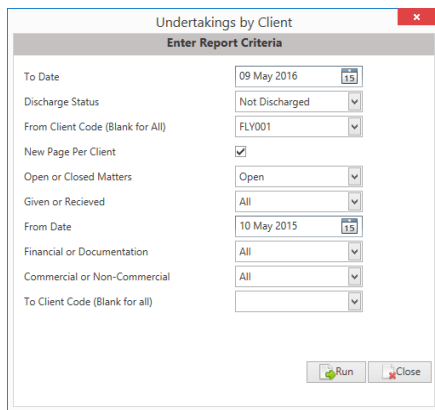 Undertakings by Client
x
Enter Report Criteria
To Date 09 May 2016 15
Discharge Status Not Discharged
From Client Code (Blank for All) FLY001
New Page Per Client
Open or Closed Matters Open
Given or Recieved All
From Date 10 May 2015 15
Financial or Documentation All
Commercial or Non-Commercial All
To Client Code (Blank for all)
Run Close